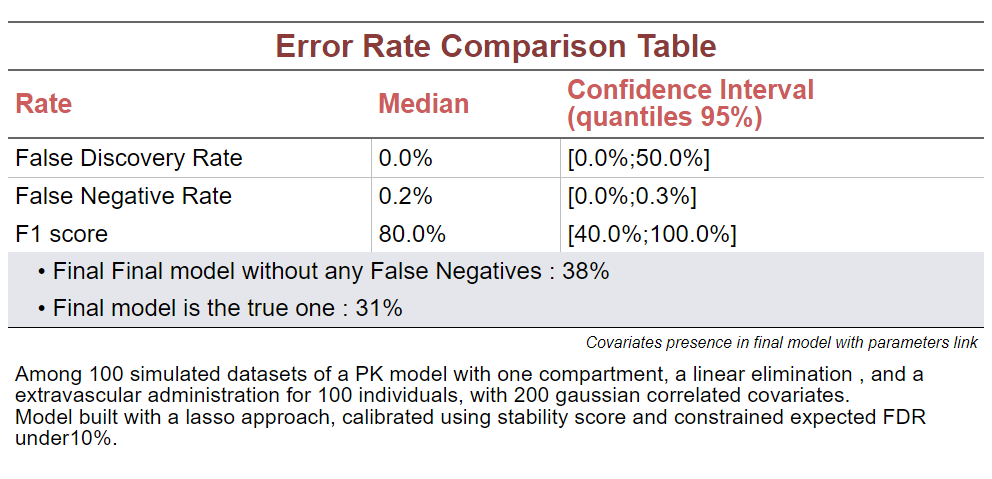 Error Rate Comparison Table
Rate Median Confidence Interval
(quantiles 95%)
False Discovery Rate 0.0% [0.0%;50.0%]
False Negative Rate 0.2% [0.0%;0.3%]
F1 score 80.0% [40.0%;100.0%]
• Final Final model without any False Negatives : 38%
• Final model is the true one : 31%
Covariates presence in final model with parameters link
Among 100 simulated datasets of a PK model with one compartment, a linear elimination , and a
extravascular administration for 100 individuals, with 200 gaussian correlated covariates.
Model built with a lasso approach, calibrated using stability score and constrained expected FDR
under10%.